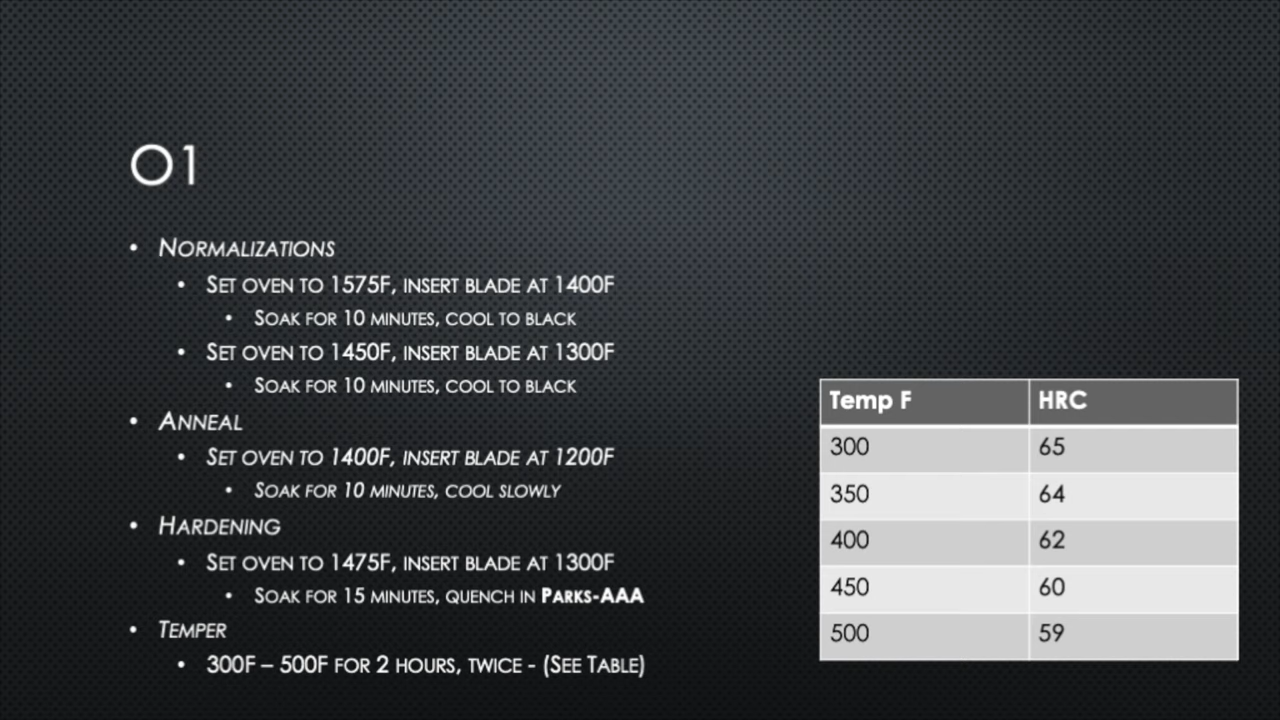 O1
• Normalizations
• Set oven to 1575F, insert blade at 1400F
• Soak for 10 minutes, cool to black
• Set oven to 1450F, insert blade at 1300F
• Soak for 10 minutes, cool to black
• Anneal
• Set oven to 1400F, insert blade at 1200F
• Soak for 10 minutes, cool slowly
• Hardening
• Set oven to 1475F, insert blade at 1300F
• Soak for 15 minutes, quench in Parks-AAA
• Temper
• 300F – 500F for 2 hours, twice - (See Table)
Temp F HRC
300 65
350 64
400 62
450 60
500 59